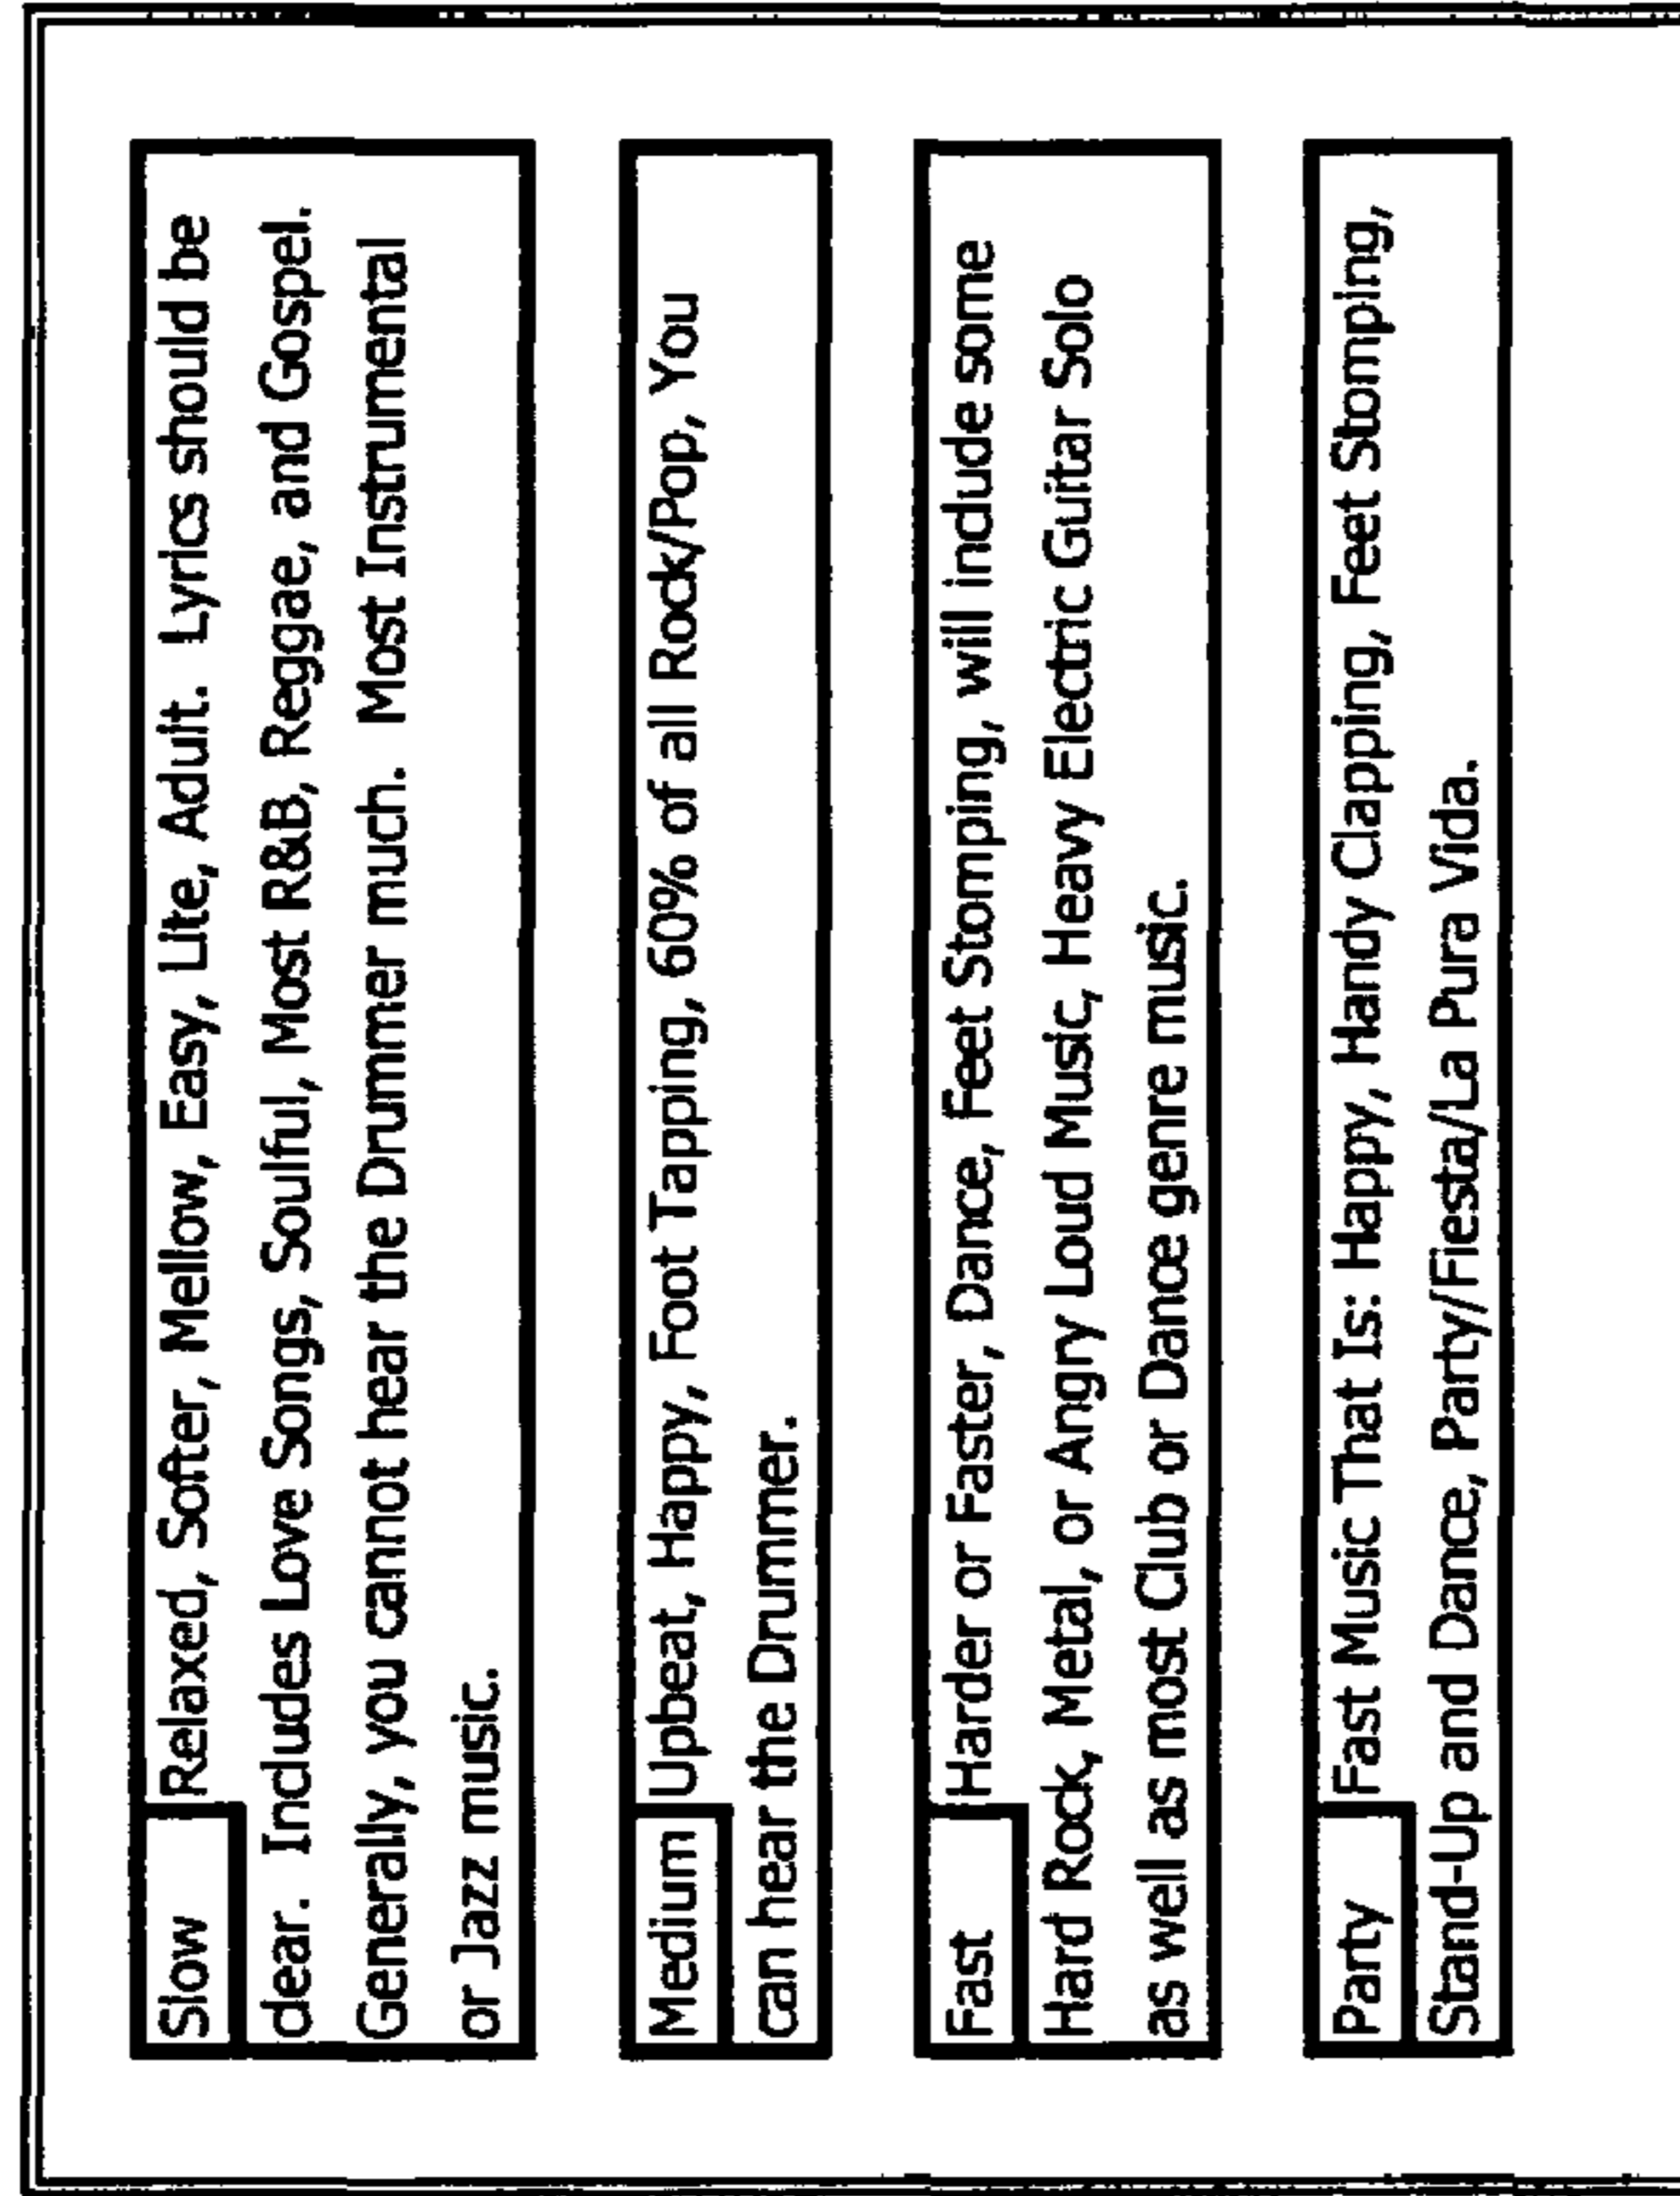 Slow Relaxed, Softer, Mellow, Easy, Lite, Adult. Lyrics should be
clear. Includes Love Songs, Soulful, Most R&B, Reggae, and Gospel.
Generally, you cannot hear the Drummer much. Most Instrumental
or Jazz music.
Medium Upbeat, Happy, Foot Tapping, 60% of all Rock/Pop, You
can hear the Drummer.
Fast Harder or Faster, Dance, Feet Stomping, will include some
Hard Rock, Metal, or Angry Loud Music, Heavy Electric Guitar Solo
as well as most Club or Dance genre music.
Party Fast Music That Is: Happy, Handy Clapping, Feet Stomping,
Stand-Up and Dance, Party/Fiesta/La Pura Vida.